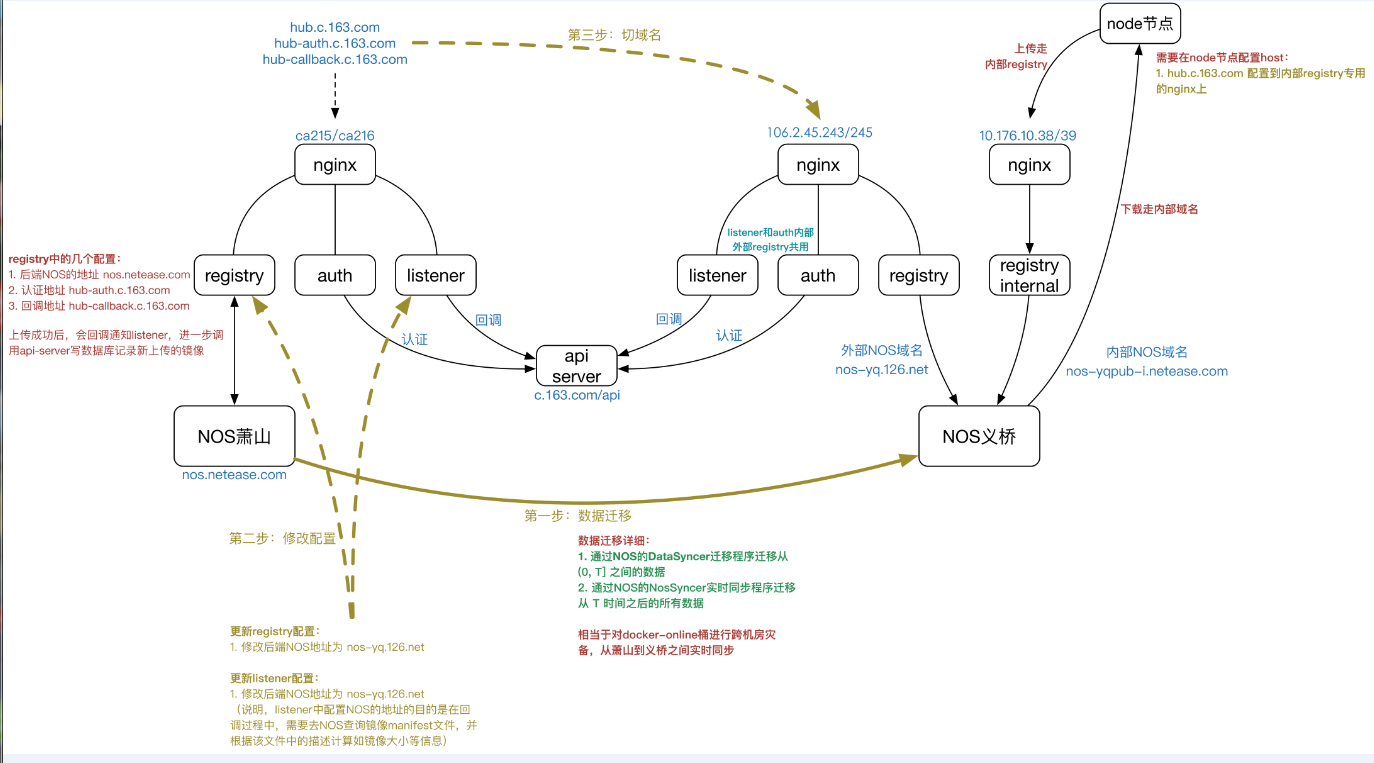 hub.c.163.com
hub-auth.c.163.com
hub-callback.c.163.com
第三步：切域名
node节点
上传走
内部registry
需要在node节点配置host：
1. hub.c.163.com 配置到内部registry专用
的nginx上
ca215/ca216
nginx
106.2.45.243/245
nginx
10.176.10.38/39
nginx
下载走内部域名
listener和auth内部
外部registry共用
registry中的几个配置：
1. 后端NOS的地址 nos.netease.com
2. 认证地址 hub-auth.c.163.com
3. 回调地址 hub-callback.c.163.com
上传成功后，会回调通知listener，进一步调
用api-server写数据库记录新上传的镜像
registry
auth
listener
listener
auth
registry
registry
internal
认证
回调
回调
认证
api
server
c.163.com/api
外部NOS域名
nos-yq.126.net
内部NOS域名
nos-yqpub-i.netease.com
NOS萧山
nos.netease.com
NOS义桥
第一步：数据迁移
第二步：修改配置
数据迁移详细：
1. 通过NOS的DataSyncer迁移程序迁移从
(0, T] 之间的数据
2. 通过NOS的NosSyncer实时同步程序迁移
从 T 时间之后的所有数据
相当于对docker-online桶进行跨机房灾
备，从萧山到义桥之间实时同步
更新registry配置：
1. 修改后端NOS地址为 nos-yq.126.net
更新listener配置：
1. 修改后端NOS地址为 nos-yq.126.net
（说明，listener中配置NOS的地址的目的是在回
调过程中，需要去NOS查询镜像manifest文件，并
根据该文件中的描述计算如镜像大小等信息）